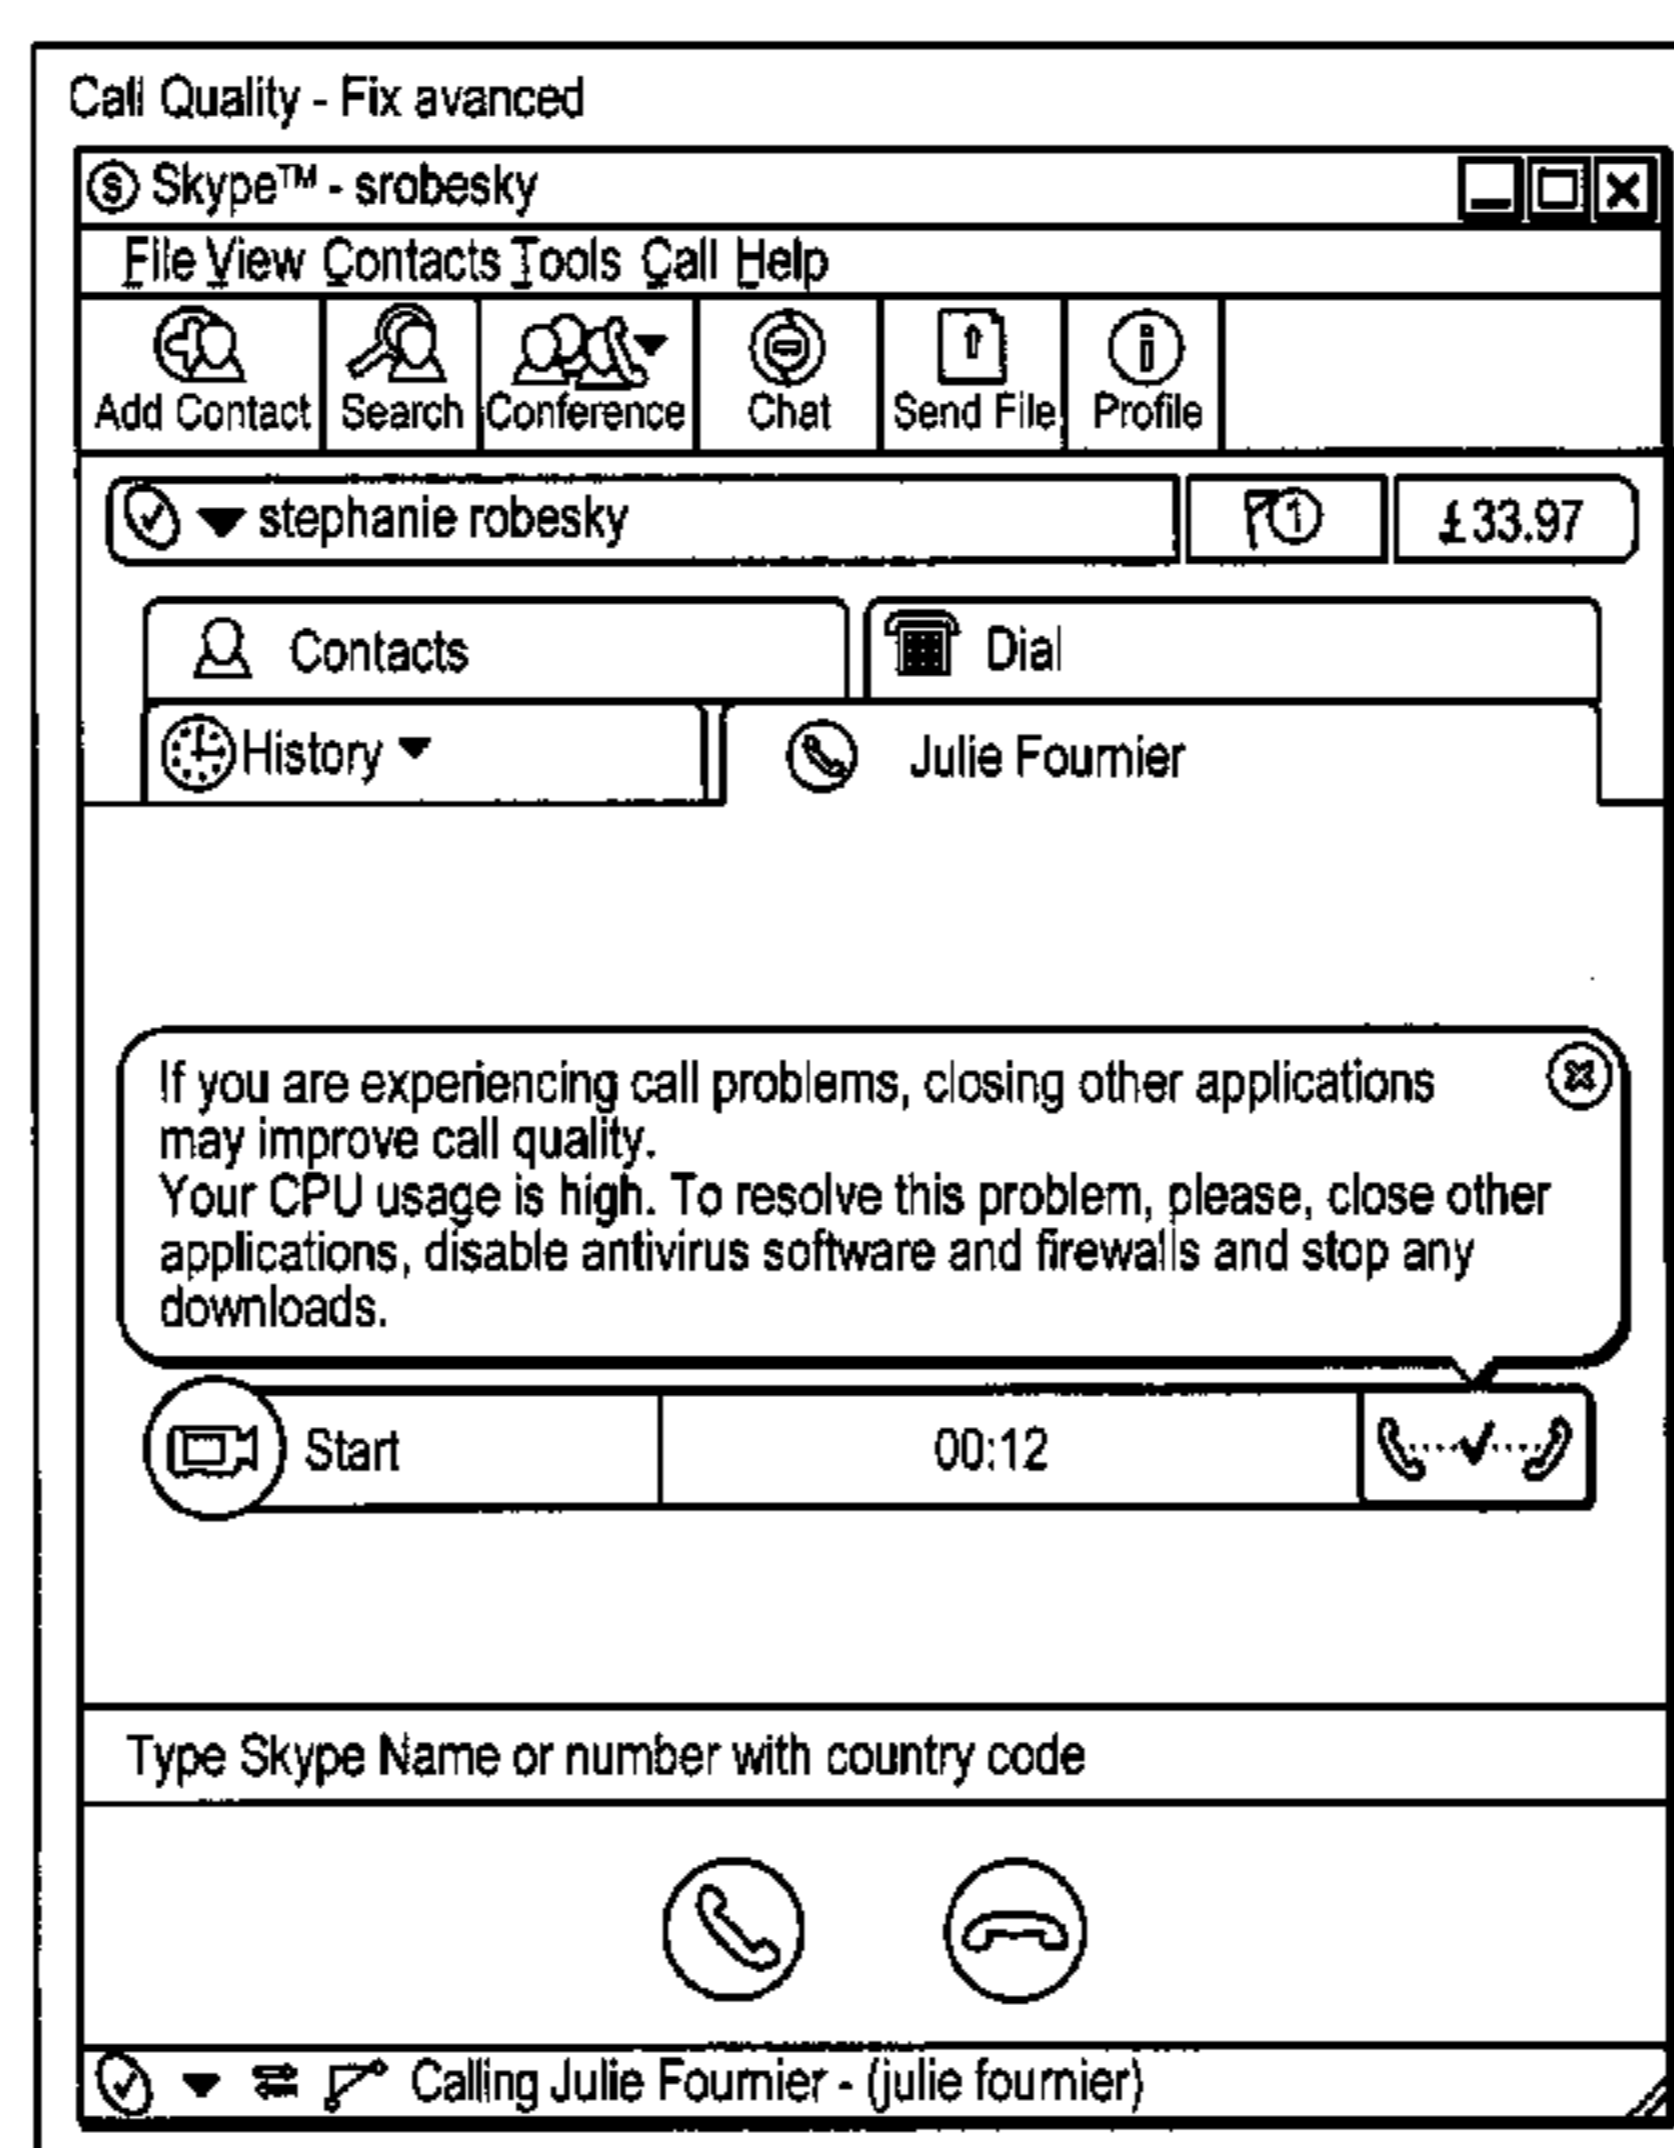 Call Quality - Fix avanced
Skype™ - srobesky
File View Contacts Tools Call Help
Add Contact Search Conference Chat Send File Profile
stephanie robesky 1 £33.97
Contacts Dial
History Julie Fournier
If you are experiencing call problems, closing other applications
may improve call quality.
Your CPU usage is high. To resolve this problem, please, close other
applications, disable antivirus software and firewalls and stop any
downloads.
Start 00:12
Type Skype Name or number with country code
Calling Julie Fournier - (julie fournier)